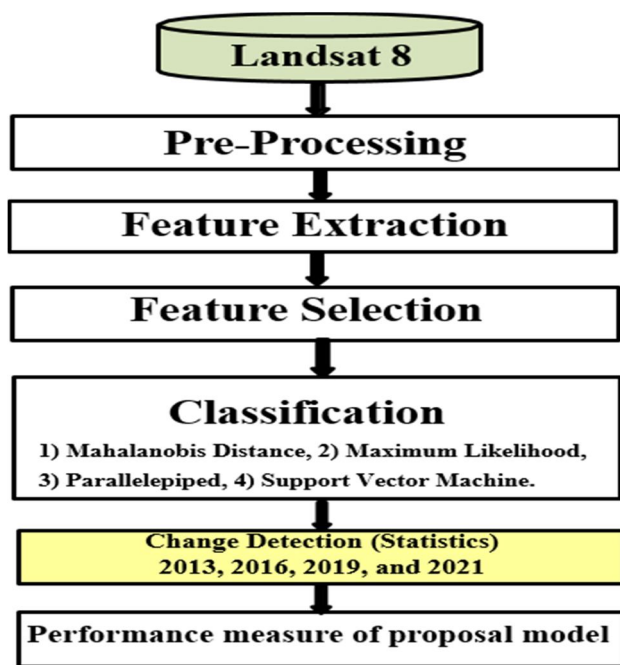 Landsat 8
Pre-Processing
Feature Extraction
Feature Selection
Classification
1) Mahalanobis Distance, 2) Maximum Likelihood,
3) Parallelepiped, 4) Support Vector Machine.
Change Detection (Statistics)
2013, 2016, 2019, and 2021
Performance measure of proposal model